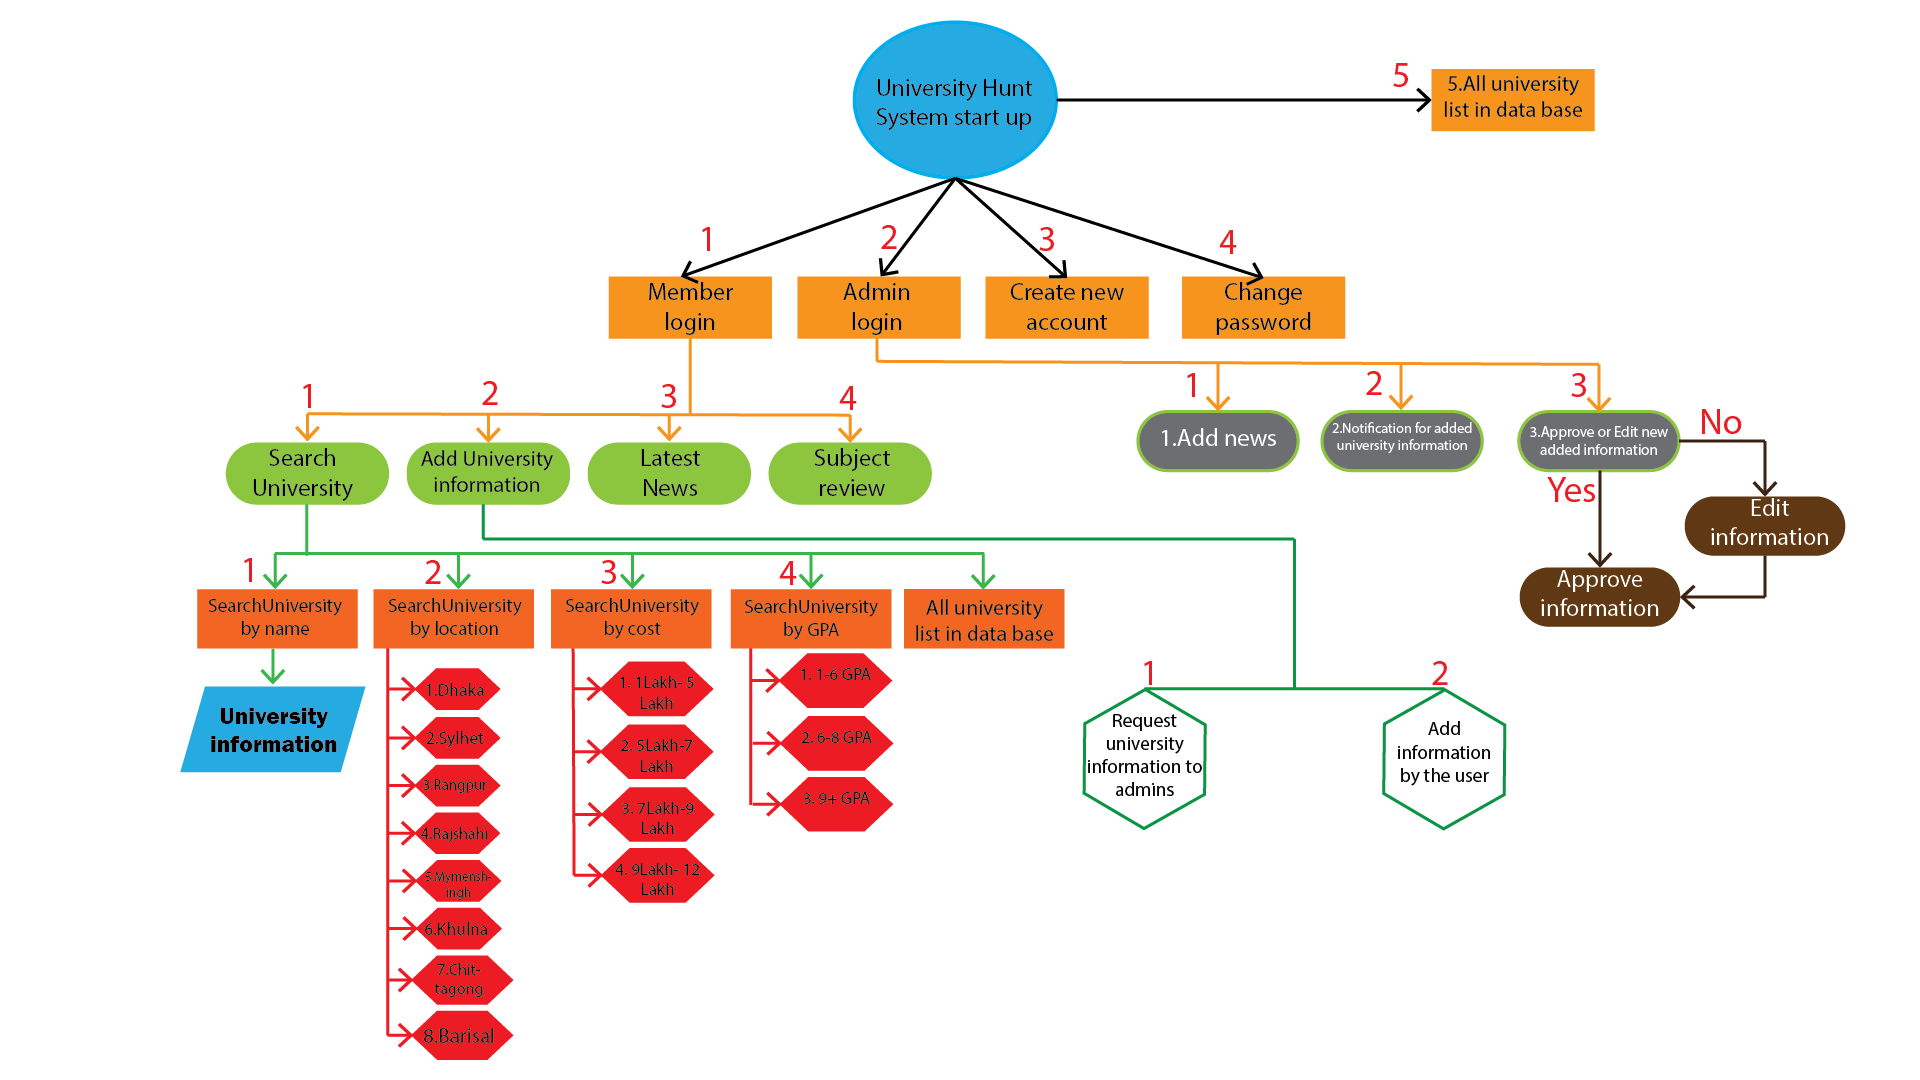 University Hunt
System start up
5
5.All university
list in data base
1
2
3
4
Member
login
Admin
login
Create new
account
Change
password
1
2
3
4
1
2
3
No
Search
University
Add University
information
Latest
News
Subject
review
1.Add news
2.Notification for added
university information
3.Approve or Edit new
added information
Yes
Edit
information
Approve
information
1
2
3
4
SearchUniversity
by name
SearchUniversity
by location
SearchUniversity
by cost
SearchUniversity
by GPA
All university
list in data base
University
information
1.Dhaka
2.Sylhet
3.Rangpur
4.Rajshahi
5.Mymensh-
ingh
6.Khulna
7.Chit-
tagong
8.Barisal
1. 1Lakh- 5
Lakh
2. 5Lakh-7
Lakh
3. 7Lakh-9
Lakh
4. 9Lakh- 12
Lakh
1. 1-6 GPA
2. 6-8 GPA
3. 9+ GPA
1
2
Request
university
information to
admins
Add
information
by the user